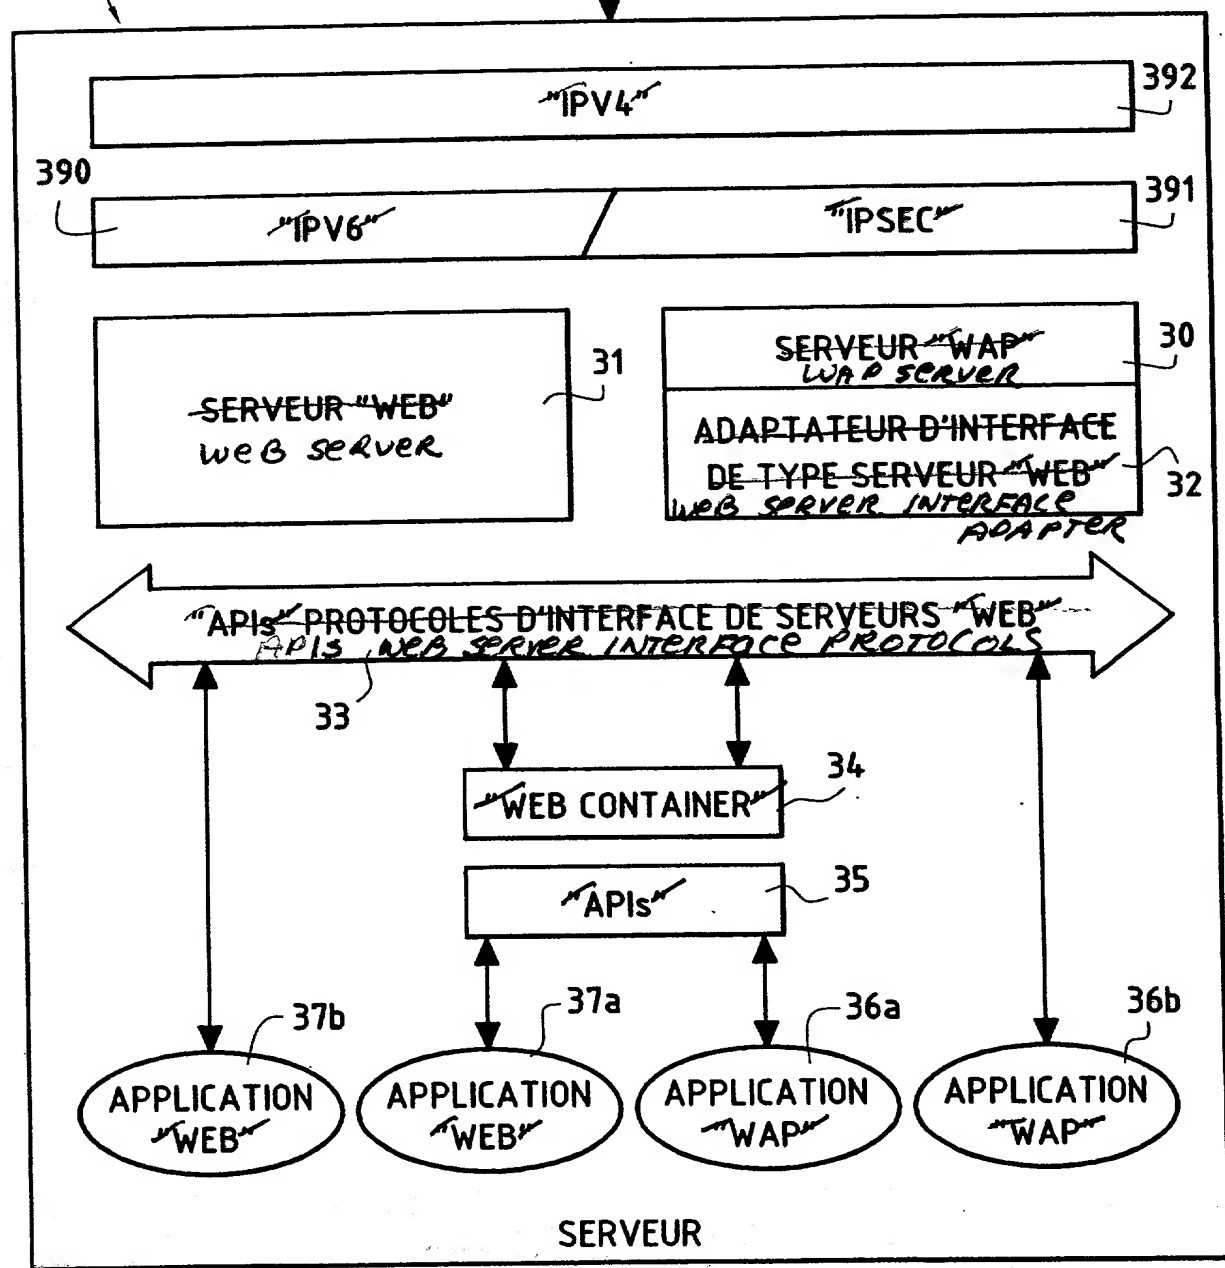 "IPV4"
392
390
"IPV6"
"IPSEC"
391
SERVEUR "WEB"
WEB SERVER
31
SERVEUR "WAP"
WAP SERVER
30
ADAPTATEUR D'INTERFACE
DE TYPE SERVEUR "WEB"
WEB SERVER INTERFACE
ADAPTER
32
"APIs" PROTOCOLES D'INTERFACE DE SERVEURS "WEB"
APIS WEB SERVER INTERFACE PROTOCOLS
33
"WEB CONTAINER"
34
"APIs"
35
37b
APPLICATION
"WEB"
37a
APPLICATION
"WEB"
36a
APPLICATION
"WAP"
36b
APPLICATION
"WAP"
SERVEUR